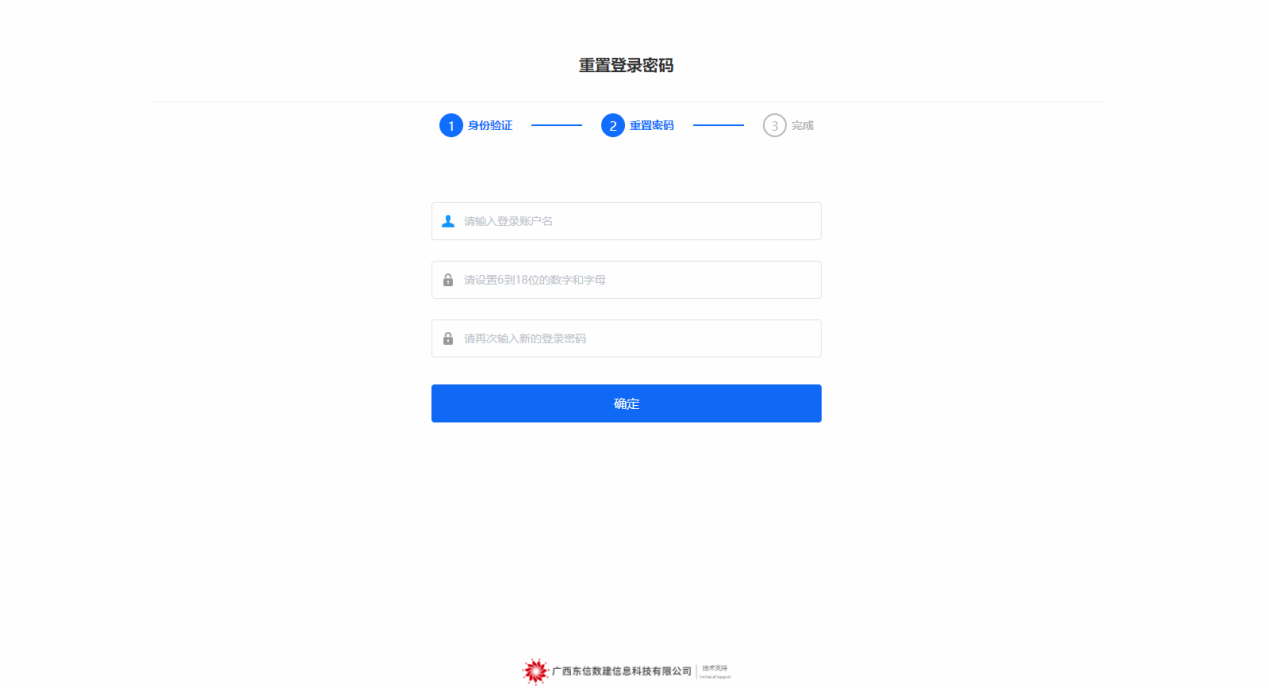 重置登录密码
1 身份验证 2 重置密码 3 完成
请输入登录账户名
请设置6到18位的数字和字母
请再次输入新的登录密码
确定
广西东信数建信息科技有限公司 技术支持